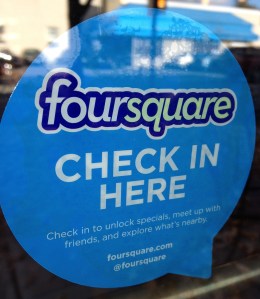 foursquare
CHECK IN
HERE
Check in to unlock specials, meet up with
friends, and explore what's nearby.
foursquare.com
@foursquare